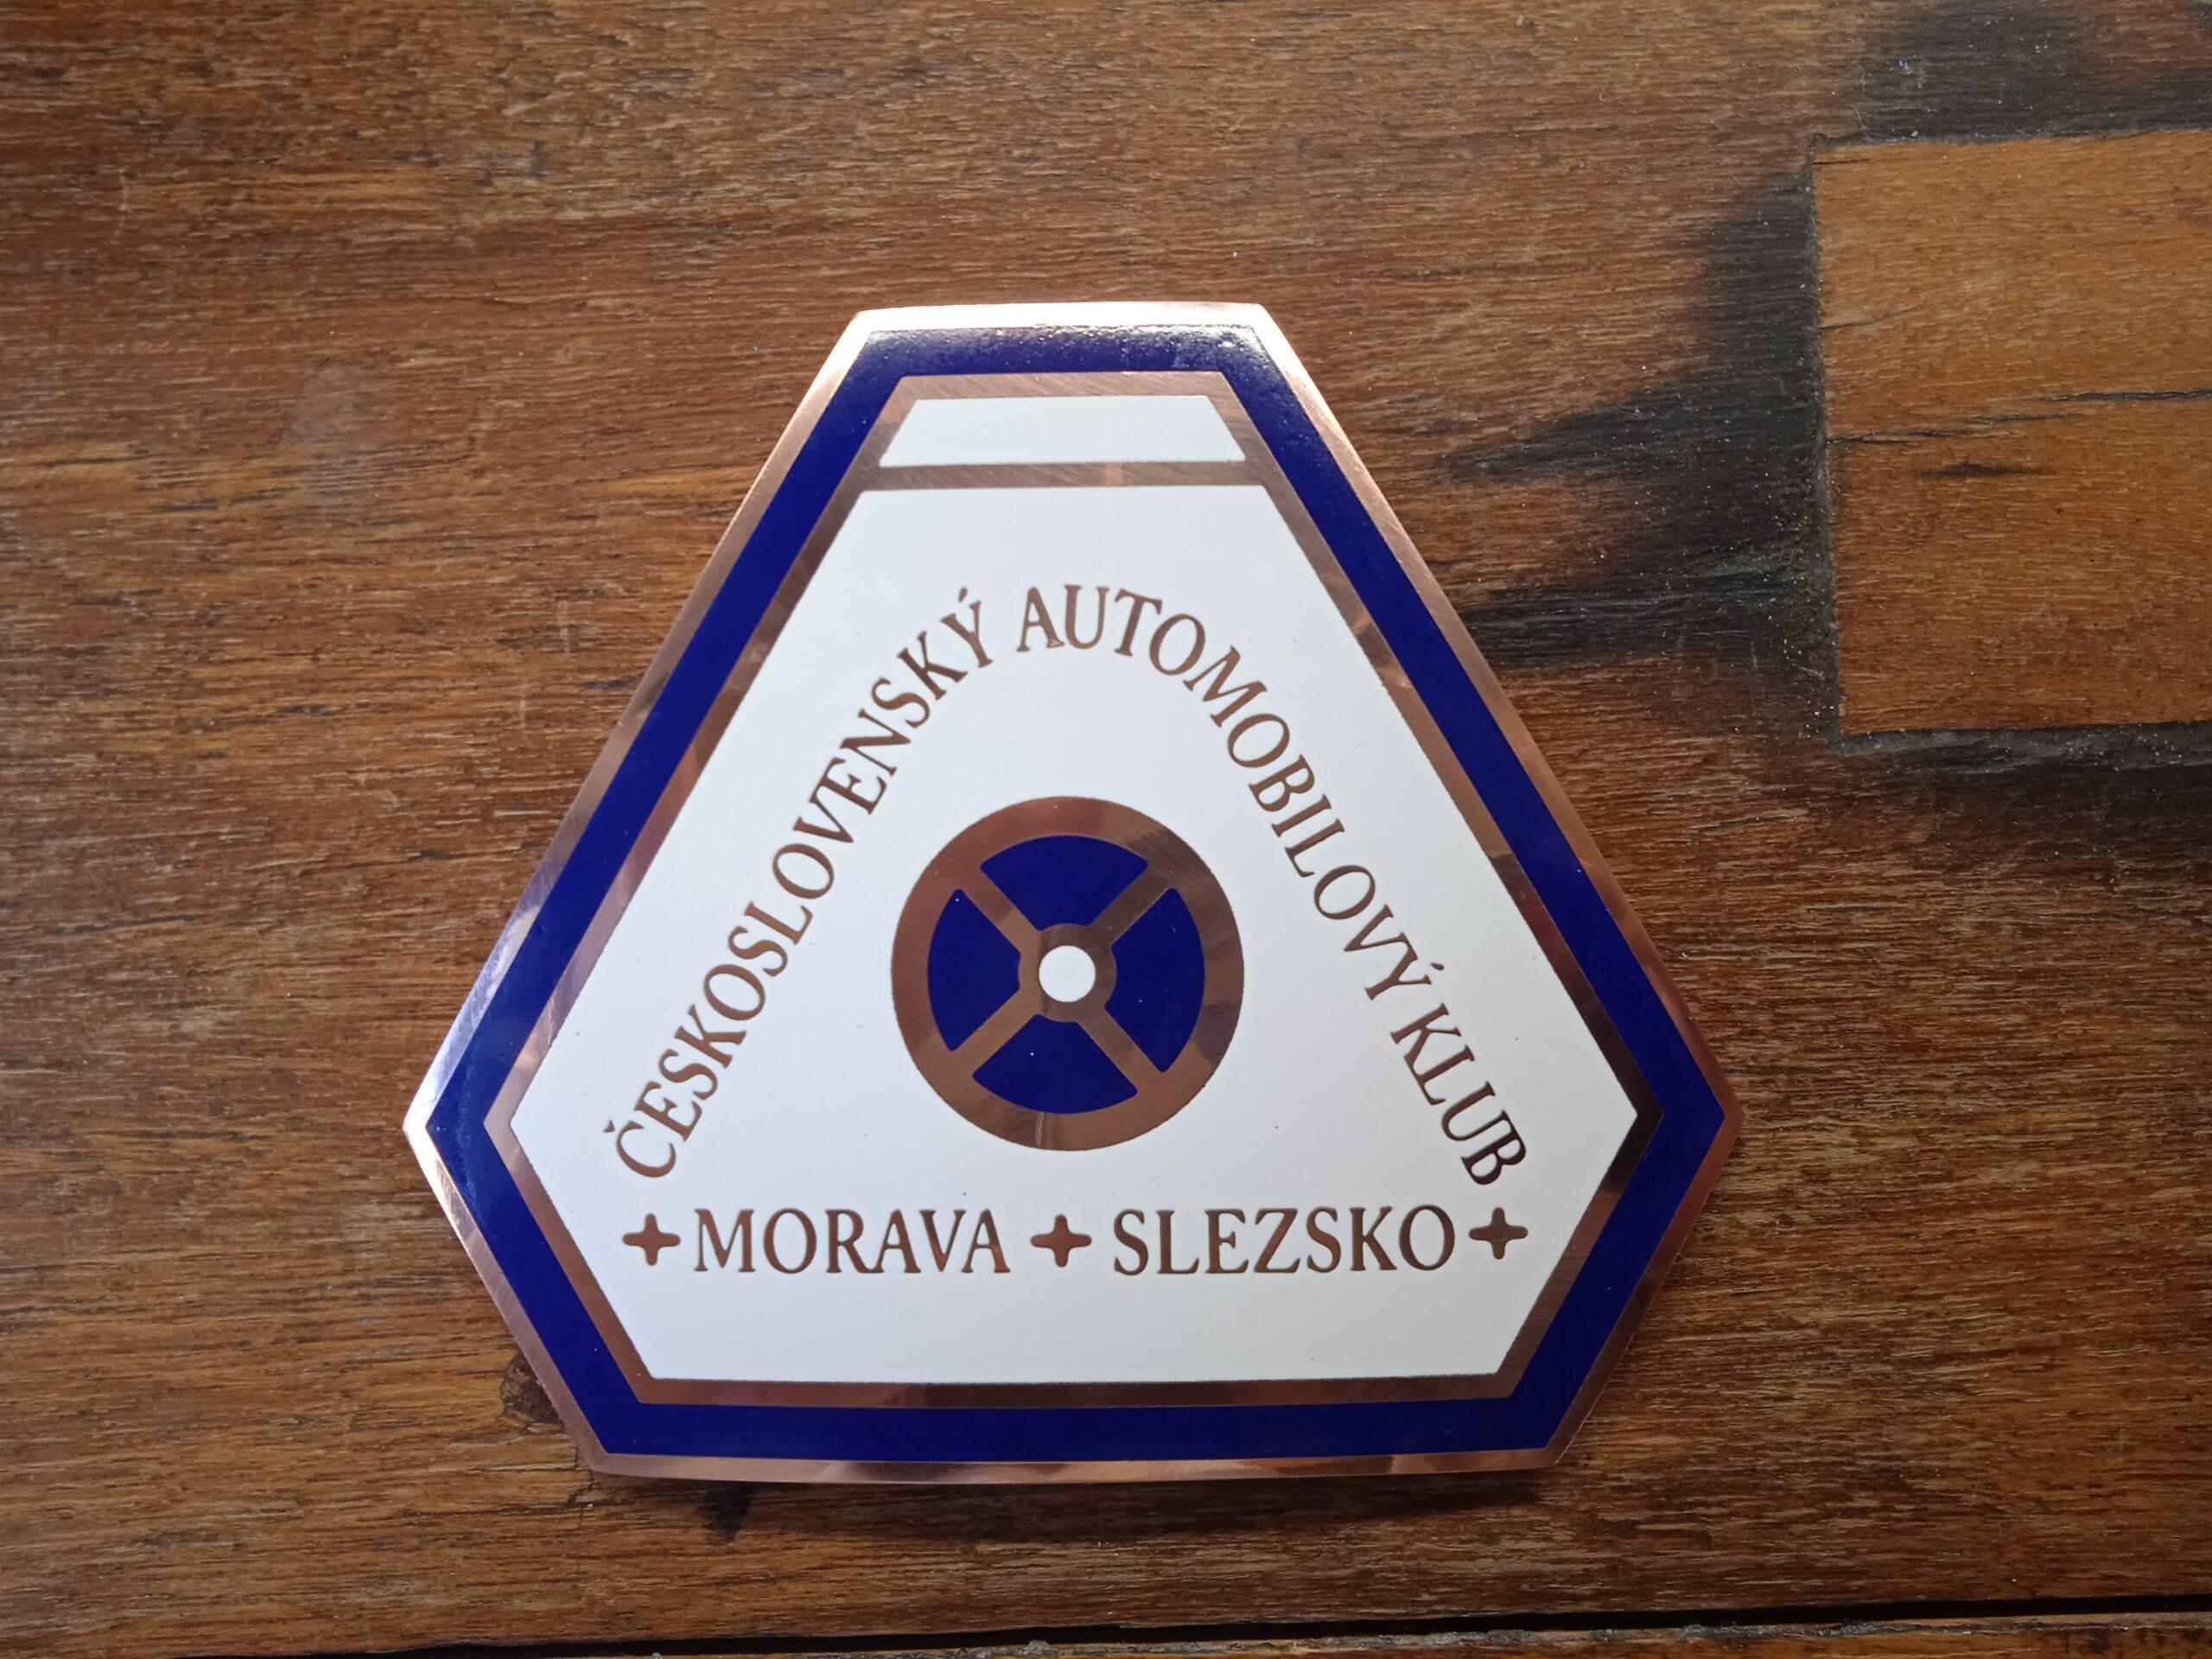 ČESKOSLOVENSKÝ AUTOMOBILOVÝ KLUB
MORAVA SLEZSKO